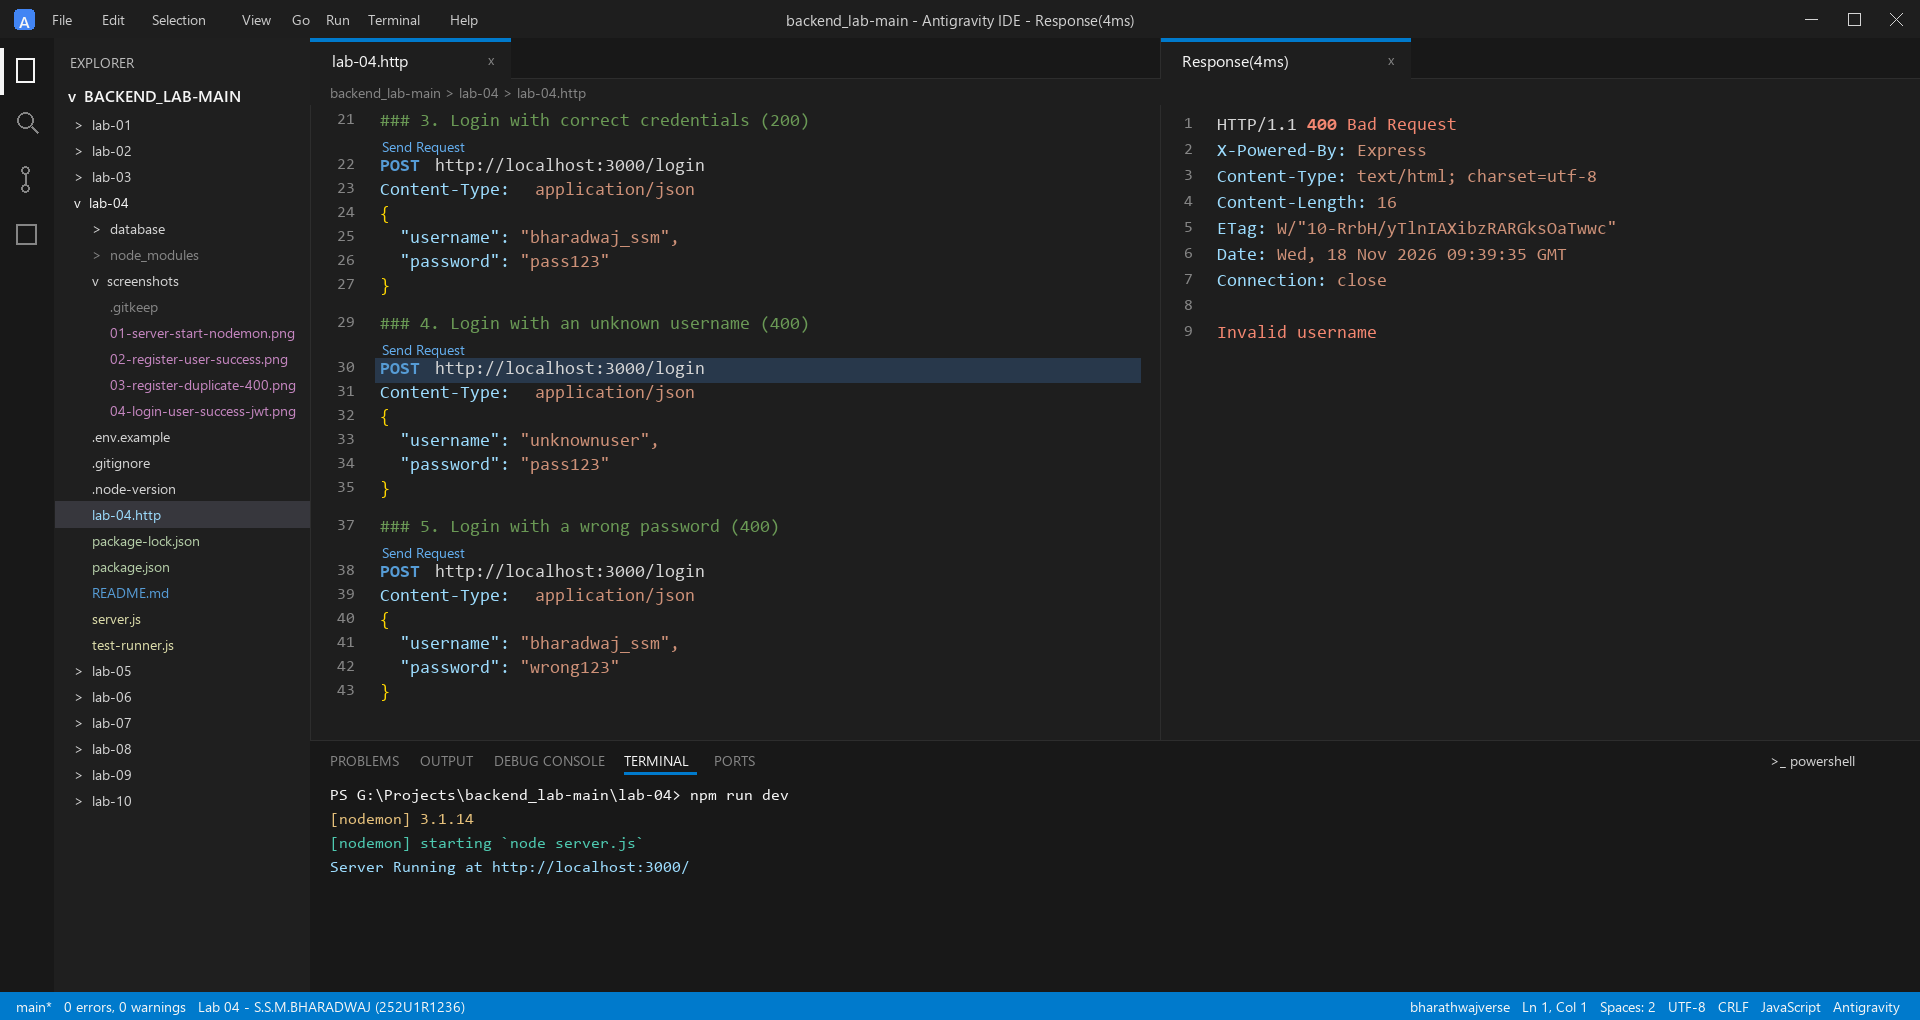 A File Edit Selection View Go Run Terminal Help
backend_lab-main - Antigravity IDE - Response(4ms)
EXPLORER
v BACKEND_LAB-MAIN
> lab-01
> lab-02
> lab-03
v lab-04
> database
> node_modules
v screenshots
.gitkeep
01-server-start-nodemon.png
02-register-user-success.png
03-register-duplicate-400.png
04-login-user-success-jwt.png
.env.example
.gitignore
.node-version
lab-04.http
package-lock.json
package.json
README.md
server.js
test-runner.js
> lab-05
> lab-06
> lab-07
> lab-08
> lab-09
> lab-10
lab-04.http x
backend_lab-main > lab-04 > lab-04.http
21 ### 3. Login with correct credentials (200)
Send Request
22 POST http://localhost:3000/login
23 Content-Type: application/json
24 {
25 "username": "bharadwaj_ssm",
26 "password": "pass123"
27 }
29 ### 4. Login with an unknown username (400)
Send Request
30 POST http://localhost:3000/login
31 Content-Type: application/json
32 {
33 "username": "unknownuser",
34 "password": "pass123"
35 }
37 ### 5. Login with a wrong password (400)
Send Request
38 POST http://localhost:3000/login
39 Content-Type: application/json
40 {
41 "username": "bharadwaj_ssm",
42 "password": "wrong123"
43 }
Response(4ms) x
1 HTTP/1.1 400 Bad Request
2 X-Powered-By: Express
3 Content-Type: text/html; charset=utf-8
4 Content-Length: 16
5 ETag: W/"10-RrbH/yTlnIAXibzRARGksOaTwwc"
6 Date: Wed, 18 Nov 2026 09:39:35 GMT
7 Connection: close
8
9 Invalid username
PROBLEMS OUTPUT DEBUG CONSOLE TERMINAL PORTS
>_ powershell
PS G:\Projects\backend_lab-main\lab-04> npm run dev
[nodemon] 3.1.14
[nodemon] starting `node server.js`
Server Running at http://localhost:3000/
main* 0 errors, 0 warnings Lab 04 - S.S.M.BHARADWAJ (252U1R1236)
bharathwajverse Ln 1, Col 1 Spaces: 2 UTF-8 CRLF JavaScript Antigravity